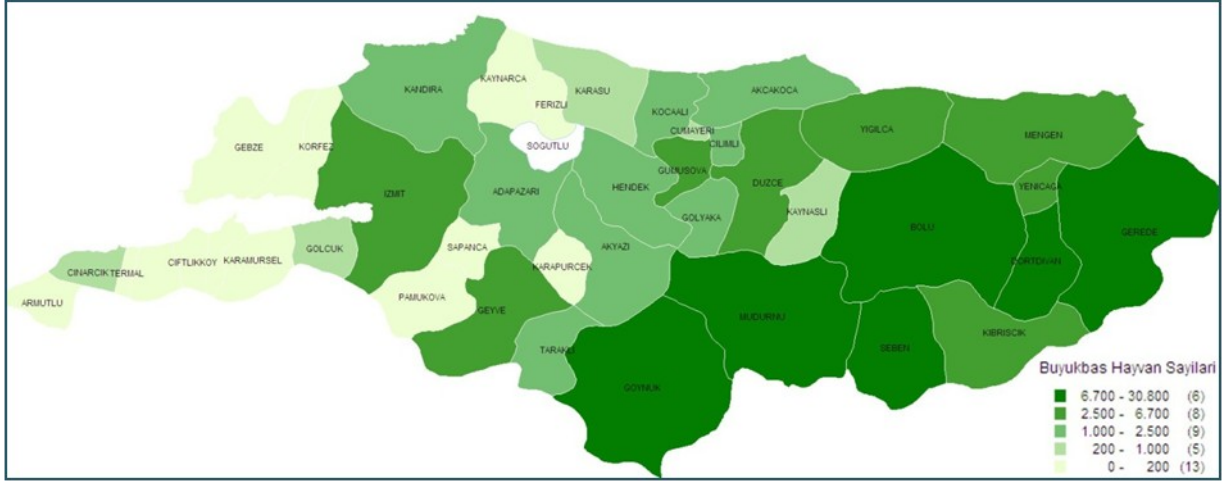 KANDIRA
KAYNARCA
FERIZLI
KARASU
KOCAALI
AKCAKOCA
CUMAYERI
CILIMLI
YIGILCA
MENGEN
GEBZE
KORFEZ
SOGUTLU
IZMIT
ADAPAZARI
HENDEK
GUMUSOVA
DUZCE
KAYNASLI
YENICAGA
GOLYAKA
BOLU
GEREDE
GOLCUK
SAPANCA
AKYAZI
KARAPURCEK
DORTDIVAN
CINARCIK
TERMAL
CIFTLIKKOY
KARAMURSEL
ARMUTLU
PAMUKOVA
GEYVE
MUDURNU
KIBRISCIK
TARAKLI
SEBEN
GOYNUK
Buyukbas Hayvan Sayilari
6.700 - 30.800 (6)
2.500 - 6.700 (8)
1.000 - 2.500 (9)
200 - 1.000 (5)
0 - 200 (13)